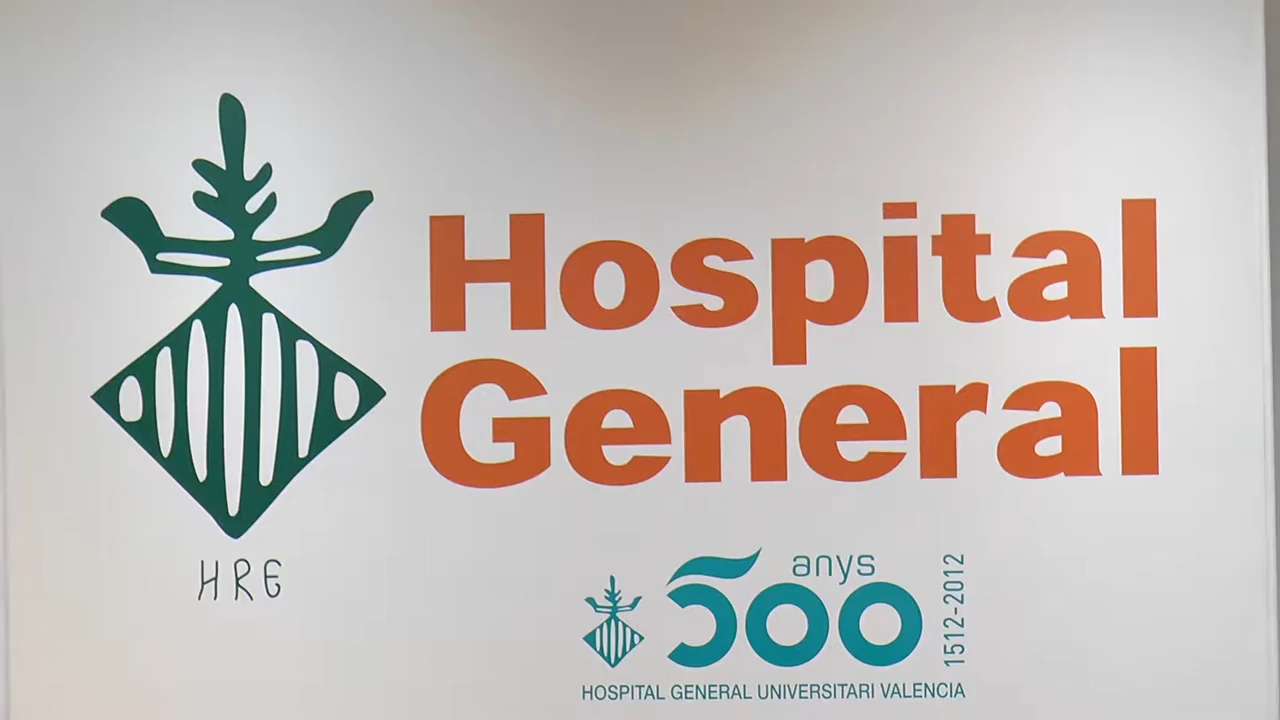 Hospital
General
HRG
500 anys
1512-2012
HOSPITAL GENERAL UNIVERSITARI VALENCIA